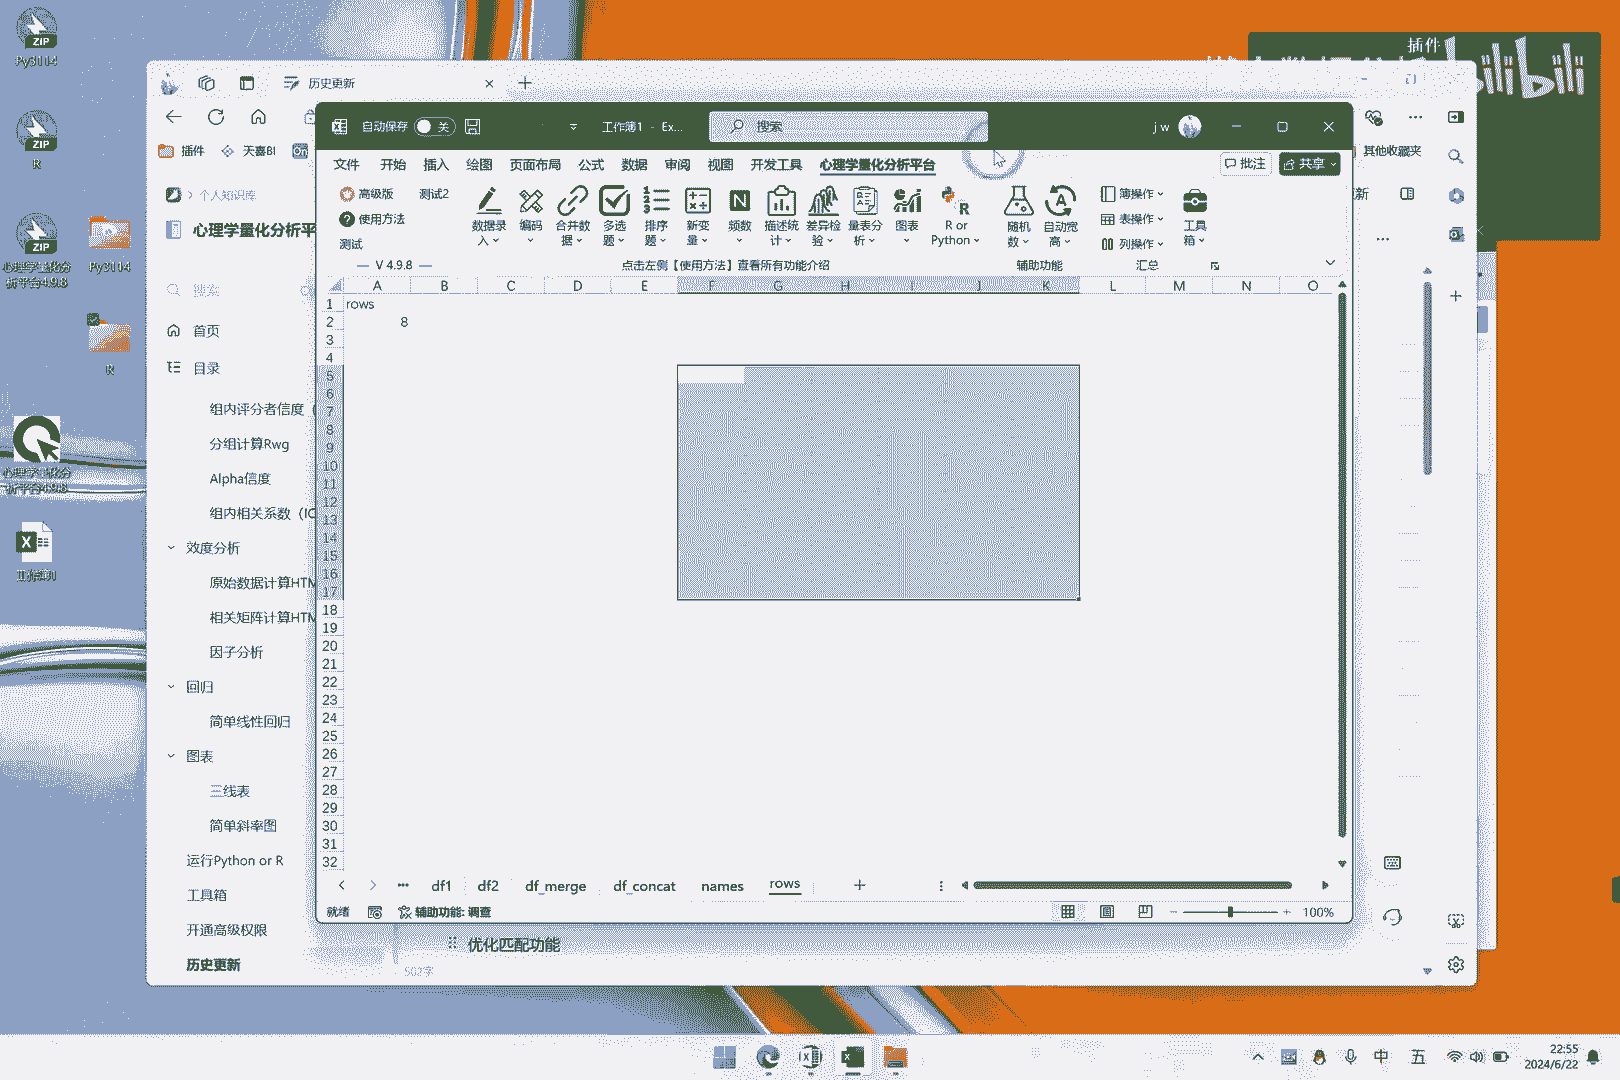 Py3114
R
心理学量化分
析平台4.9.8
Py3114
R
心理学量化分
析平台4.9.8
工作簿1
插件
bilibili
历史更新
插件
天意BI
其他收藏夹
个人知识库
心理学量化分析平
搜索
首页
目录
组内评分者信度
分组计算Rwg
Alpha信度
组内相关系数（IC
效度分析
原始数据计算HTM
相关矩阵计算HTM
因子分析
回归
简单线性回归
图表
三线表
简单斜率图
运行Python or R
工具箱
开通高级权限
历史更新
优化匹配功能
502字
自动保存 关
工作簿1 - Ex...
搜索
j w
文件 开始 插入 绘图 页面布局 公式 数据 审阅 视图 开发工具 心理学量化分析平台
批注 共享
高级版 测试2
使用方法
测试
V 4.9.8
数据录入
编码
合并数据
多选题
排序题
新变量
频数
描述统计
差异检验
量表分析
图表
R or Python
点击左侧【使用方法】查看所有功能介绍
随机数
自动宽高
辅助功能
簿操作
表操作
列操作
汇总
工具箱
A B C D E F G H I J K L M N O
1 rows
2 8
3
4
5
6
7
8
9
10
11
12
13
14
15
16
17
18
19
20
21
22
23
24
25
26
27
28
29
30
31
32
df1 df2 df_merge df_concat names rows
就绪 辅助功能: 调查 100%
中 五
22:55
2024/6/22